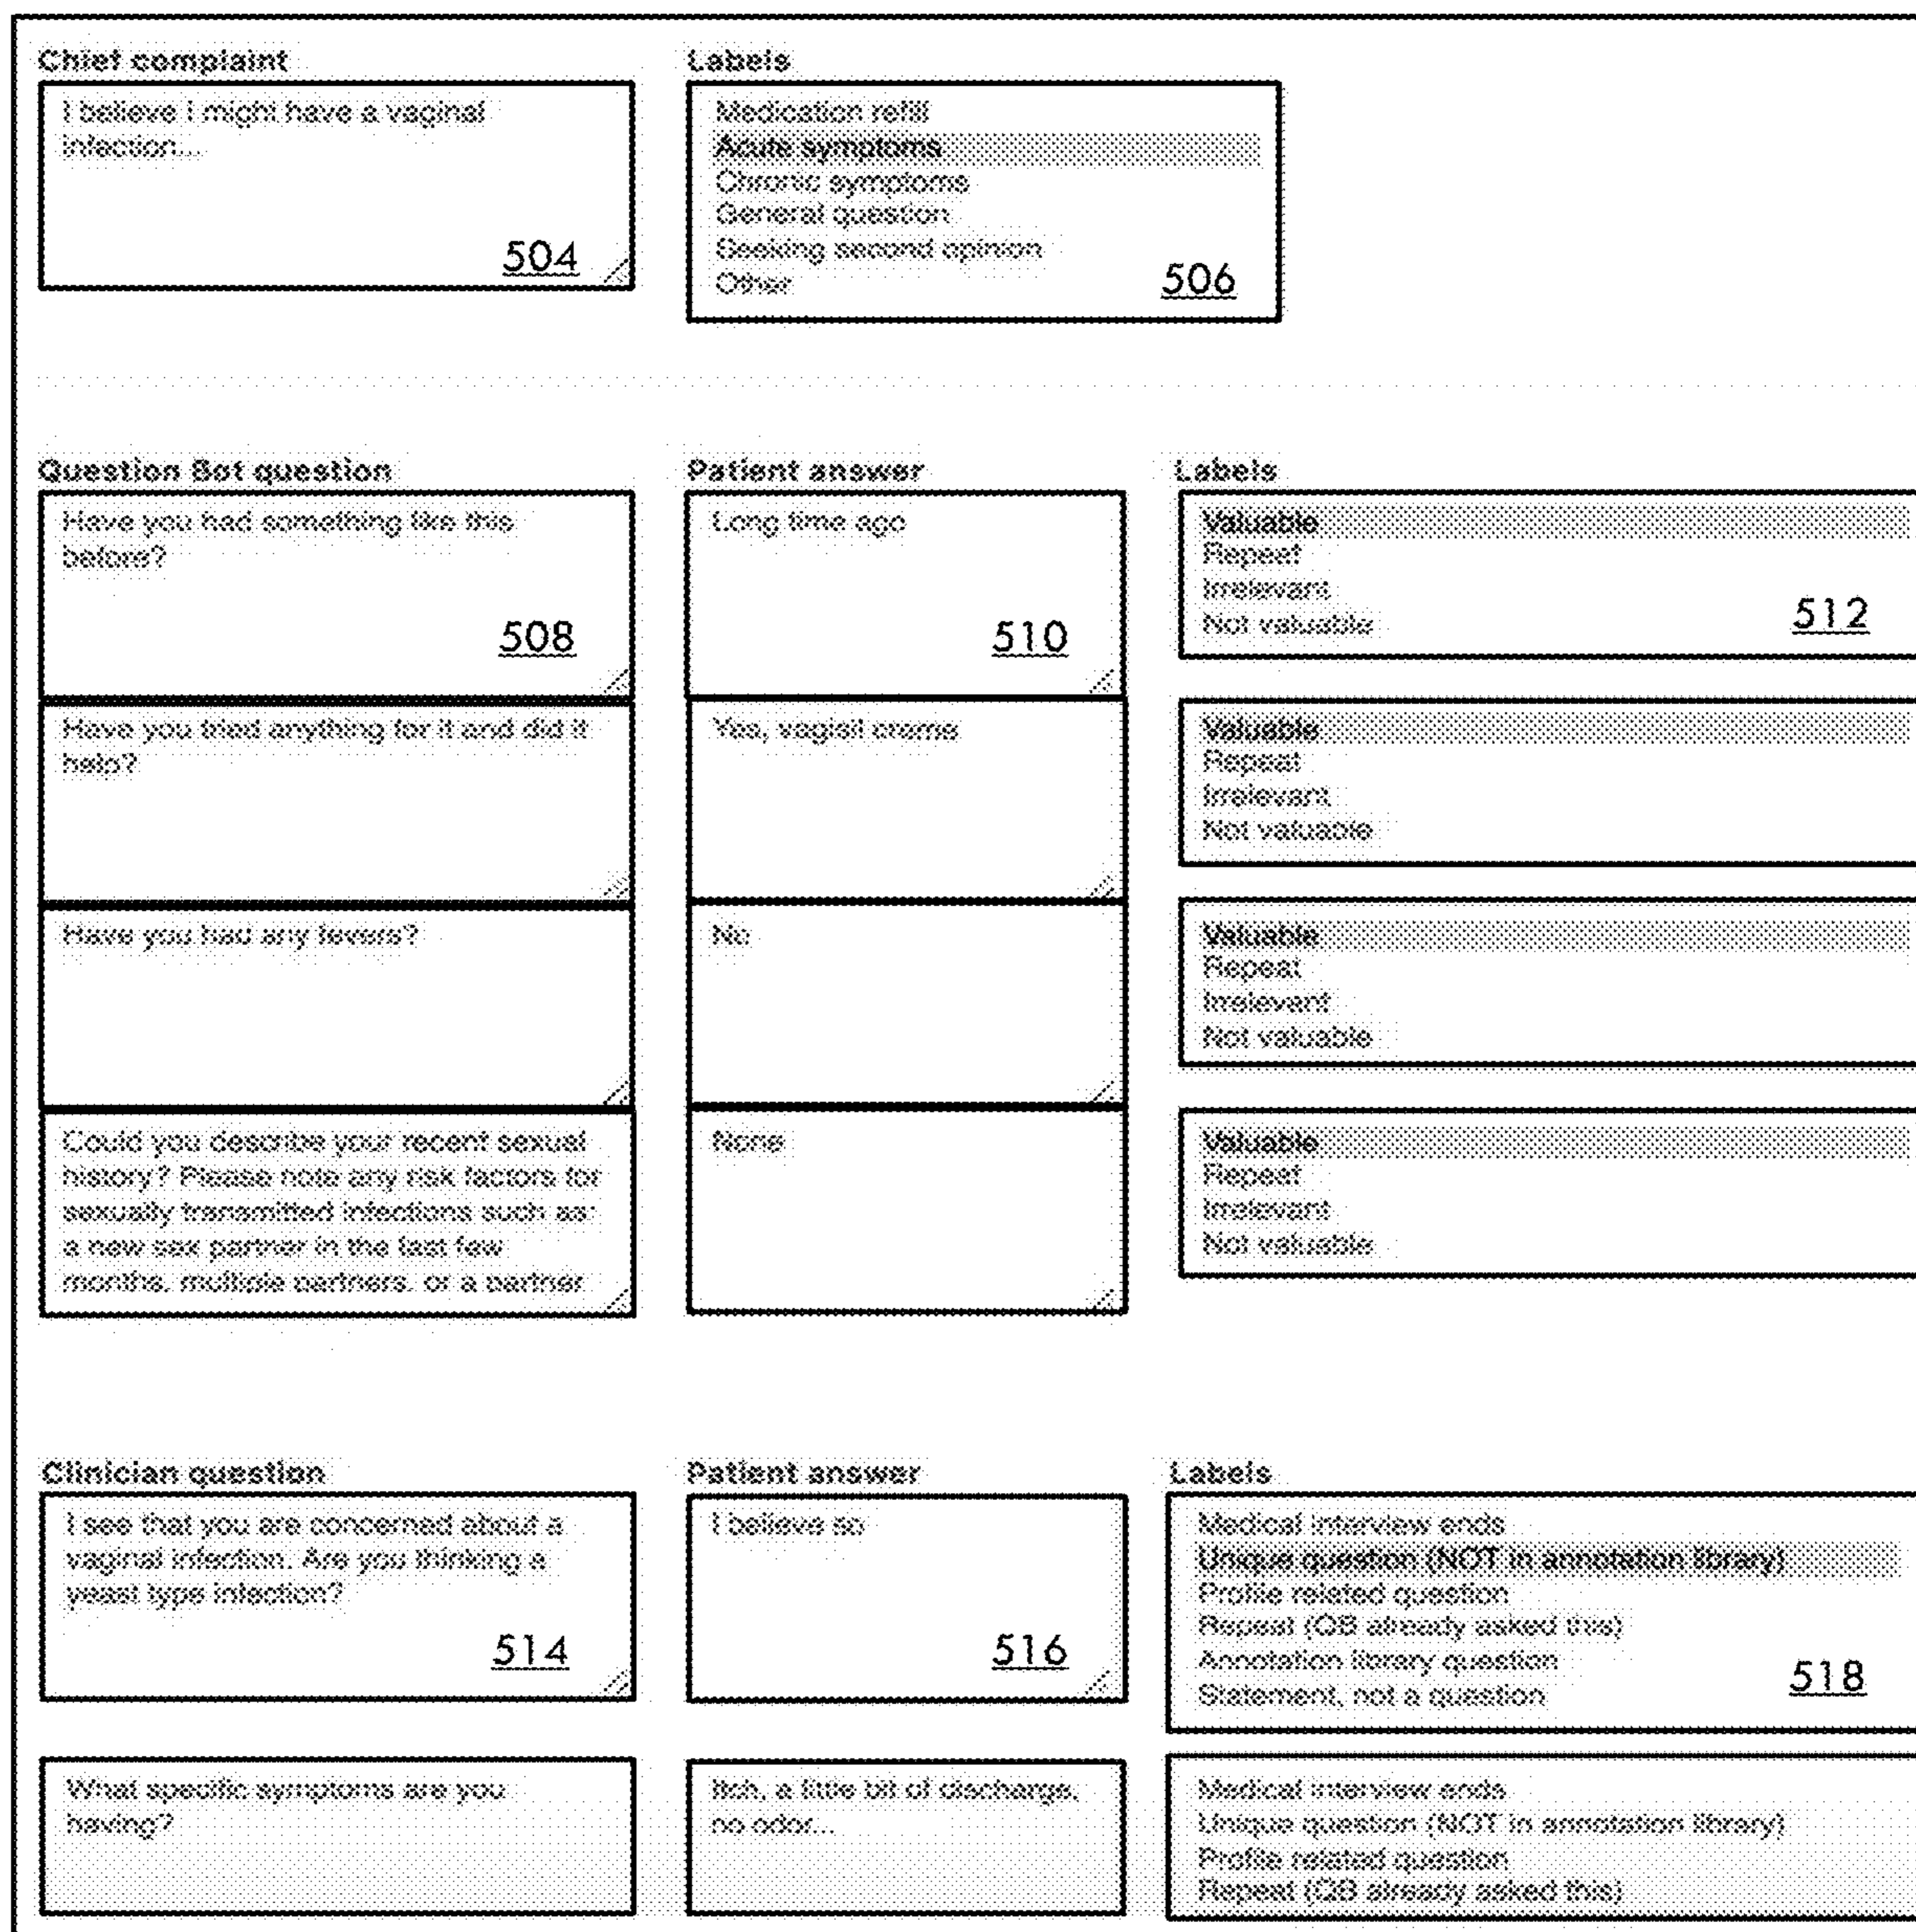 Chief complaint
Labels
I believe I might have a vaginal
infection...
504
Medication refill
Acute symptoms
Chronic symptoms
General question
Seeking second opinion
Other
506
Question Bot question
Patient answer
Labels
Have you had something like this
before?
508
Long time ago
510
Valuable
Repeat
Irrelevant
Not valuable
512
Have you tried anything for it and did it
help?
Yes, vagisil creme
Valuable
Repeat
Irrelevant
Not valuable
Have you had any fevers?
No
Valuable
Repeat
Irrelevant
Not valuable
Could you describe your recent sexual
history? Please note any risk factors for
sexually transmitted infections such as:
a new sex partner in the last few
months, multiple partners, or a partner
None
Valuable
Repeat
Irrelevant
Not valuable
Clinician question
Patient answer
Labels
I see that you are concerned about a
vaginal infection. Are you thinking a
yeast type infection?
514
I believe so
516
Medical interview ends
Unique question (NOT in annotation library)
Profile related question
Repeat (QB already asked this)
Annotation library question
Statement, not a question
518
What specific symptoms are you
having?
Itch, a little bit of discharge,
no odor...
Medical interview ends
Unique question (NOT in annotation library)
Profile related question
Repeat (QB already asked this)